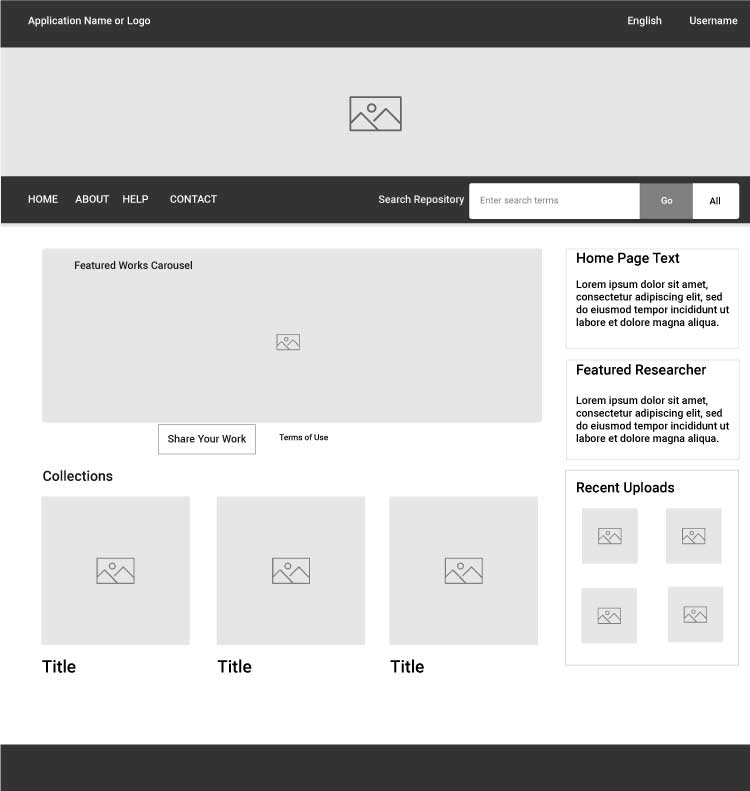 Application Name or Logo
English
Username
HOME
ABOUT
HELP
CONTACT
Search Repository
Enter search terms
Go
All
Featured Works Carousel
Share Your Work
Terms of Use
Collections
Title
Title
Title
Home Page Text
Lorem ipsum dolor sit amet,
consectetur adipiscing elit, sed
do eiusmod tempor incididunt ut
labore et dolore magna aliqua.
Featured Researcher
Lorem ipsum dolor sit amet,
consectetur adipiscing elit, sed
do eiusmod tempor incididunt ut
labore et dolore magna aliqua.
Recent Uploads